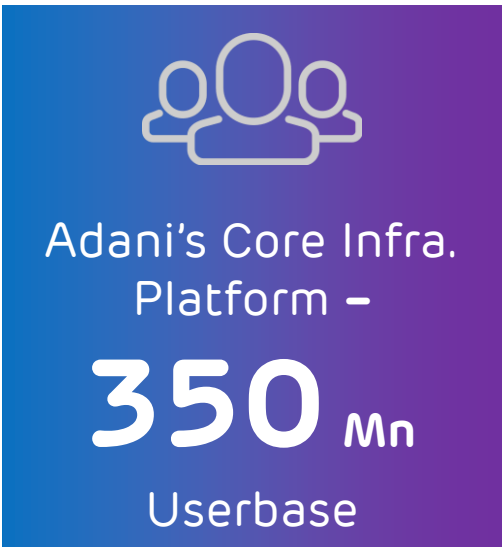 Adani's Core Infra.
Platform –
350 Mn
Userbase